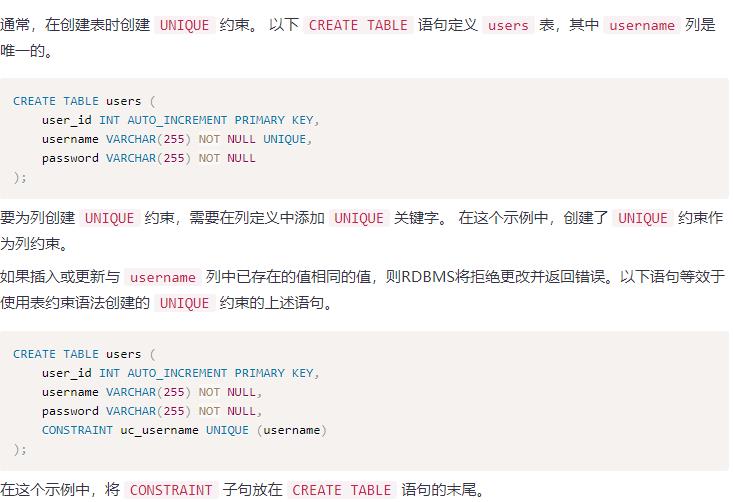 通常，在创建表时创建 UNIQUE 约束。 以下 CREATE TABLE 语句定义 users 表，其中 username 列是
唯一的。
CREATE TABLE users (
    user_id INT AUTO_INCREMENT PRIMARY KEY,
    username VARCHAR(255) NOT NULL UNIQUE,
    password VARCHAR(255) NOT NULL
);
要为列创建 UNIQUE 约束，需要在列定义中添加 UNIQUE 关键字。 在这个示例中，创建了 UNIQUE 约束作
为列约束。
如果插入或更新与 username 列中已存在的值相同的值，则RDBMS将拒绝更改并返回错误。以下语句等效于
使用表约束语法创建的 UNIQUE 约束的上述语句。
CREATE TABLE users (
    user_id INT AUTO_INCREMENT PRIMARY KEY,
    username VARCHAR(255) NOT NULL,
    password VARCHAR(255) NOT NULL,
    CONSTRAINT uc_username UNIQUE (username)
);
在这个示例中，将 CONSTRAINT 子句放在 CREATE TABLE 语句的末尾。